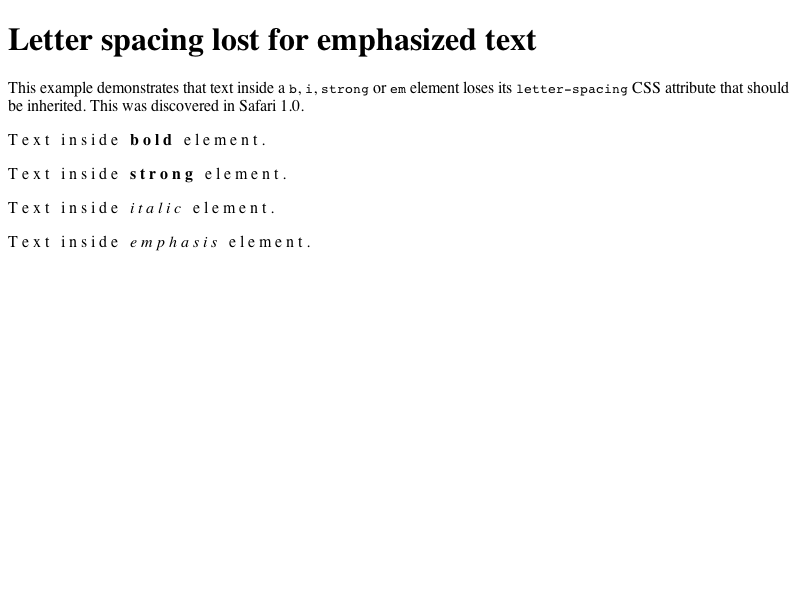 Letter spacing lost for emphasized text
This example demonstrates that text inside a b, i, strong or em element loses its letter-spacing CSS attribute that should
be inherited. This was discovered in Safari 1.0.
Text inside bold element.
Text inside strong element.
Text inside italic element.
Text inside emphasis element.